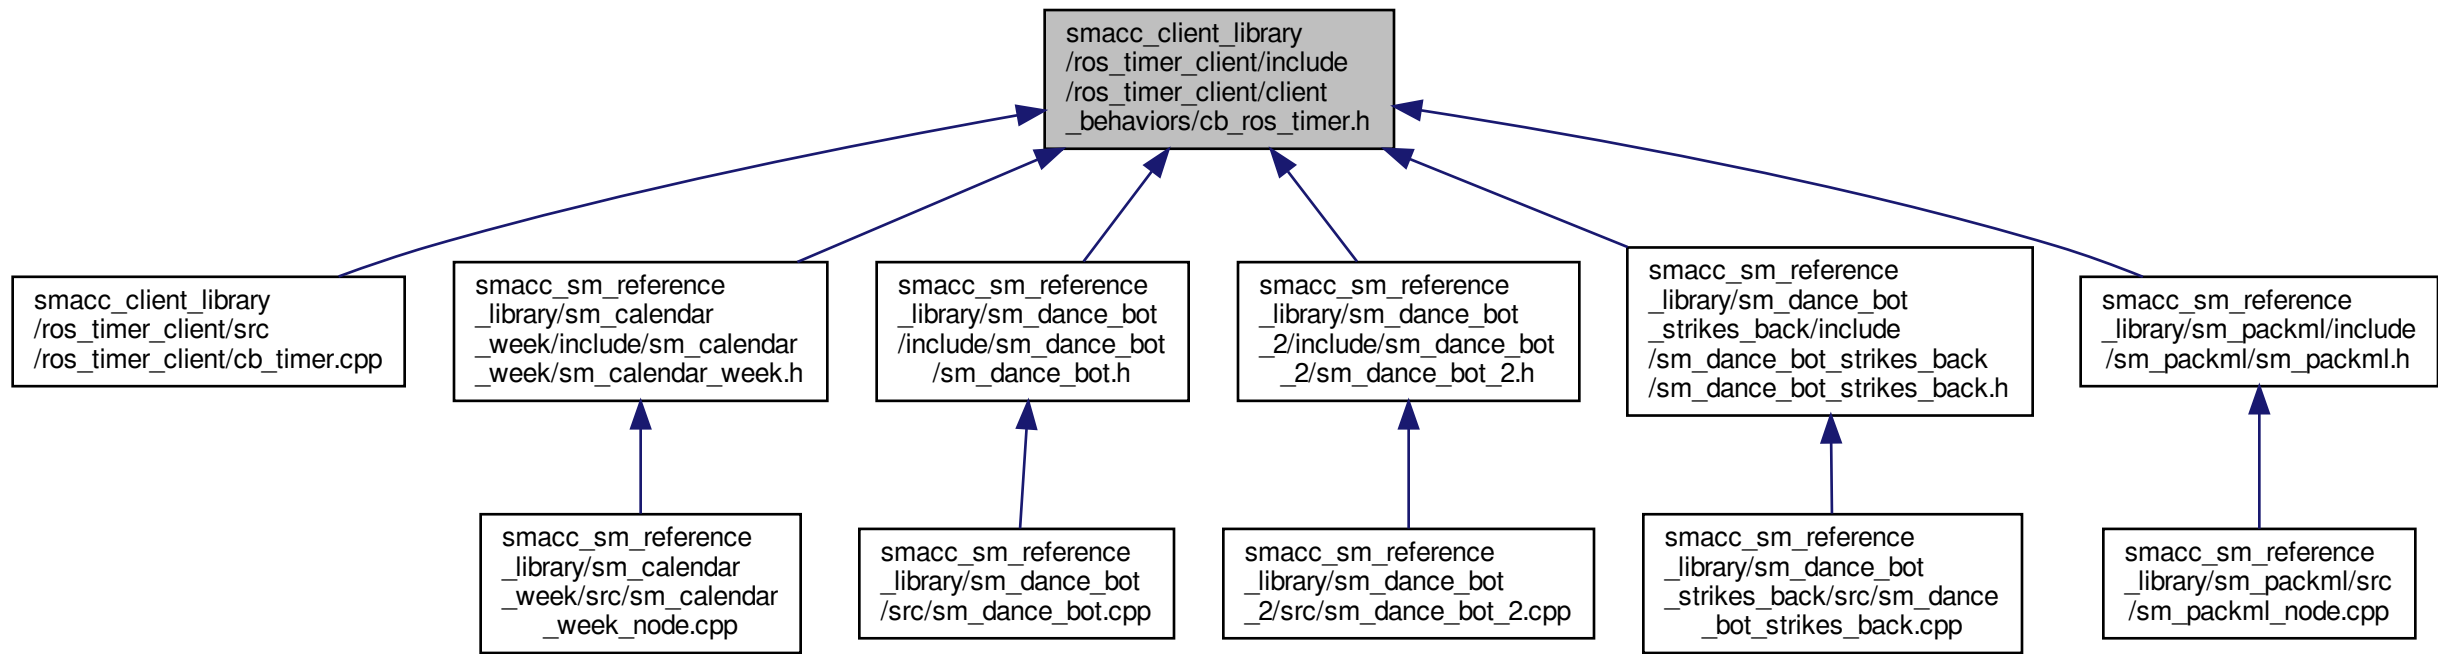 smacc_client_library
/ros_timer_client/include
/ros_timer_client/client
_behaviors/cb_ros_timer.h
smacc_client_library
/ros_timer_client/src
/ros_timer_client/cb_timer.cpp
smacc_sm_reference
_library/sm_calendar
_week/include/sm_calendar
_week/sm_calendar_week.h
smacc_sm_reference
_library/sm_dance_bot
/include/sm_dance_bot
/sm_dance_bot.h
smacc_sm_reference
_library/sm_dance_bot
_2/include/sm_dance_bot
_2/sm_dance_bot_2.h
smacc_sm_reference
_library/sm_dance_bot
_strikes_back/include
/sm_dance_bot_strikes_back
/sm_dance_bot_strikes_back.h
smacc_sm_reference
_library/sm_packml/include
/sm_packml/sm_packml.h
smacc_sm_reference
_library/sm_calendar
_week/src/sm_calendar
_week_node.cpp
smacc_sm_reference
_library/sm_dance_bot
/src/sm_dance_bot.cpp
smacc_sm_reference
_library/sm_dance_bot
_2/src/sm_dance_bot_2.cpp
smacc_sm_reference
_library/sm_dance_bot
_strikes_back/src/sm_dance
_bot_strikes_back.cpp
smacc_sm_reference
_library/sm_packml/src
/sm_packml_node.cpp